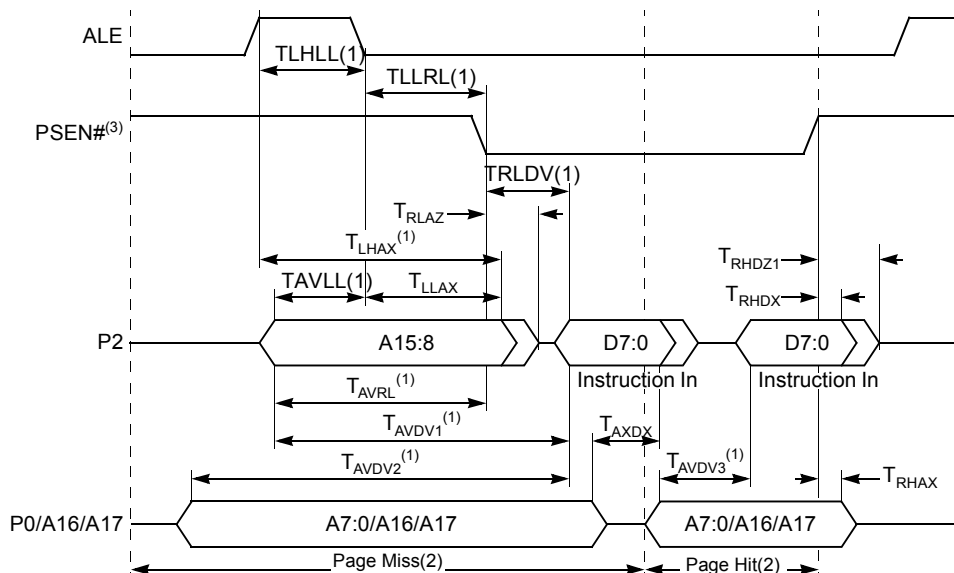 ALE
TLHLL(1)
TLLRL(1)
PSEN#(3)
TRLDV(1)
TRLAZ
TLHAX(1)
TRHDZ1
TAVLL(1)
TLLAX
TRHDX
P2
A15:8
D7:0
D7:0
Instruction In
Instruction In
TAVRL(1)
TAVDV1(1)
TAXDX
TAVDV2(1)
TAVDV3(1)
TRHAX
P0/A16/A17
A7:0/A16/A17
A7:0/A16/A17
Page Miss(2)
Page Hit(2)